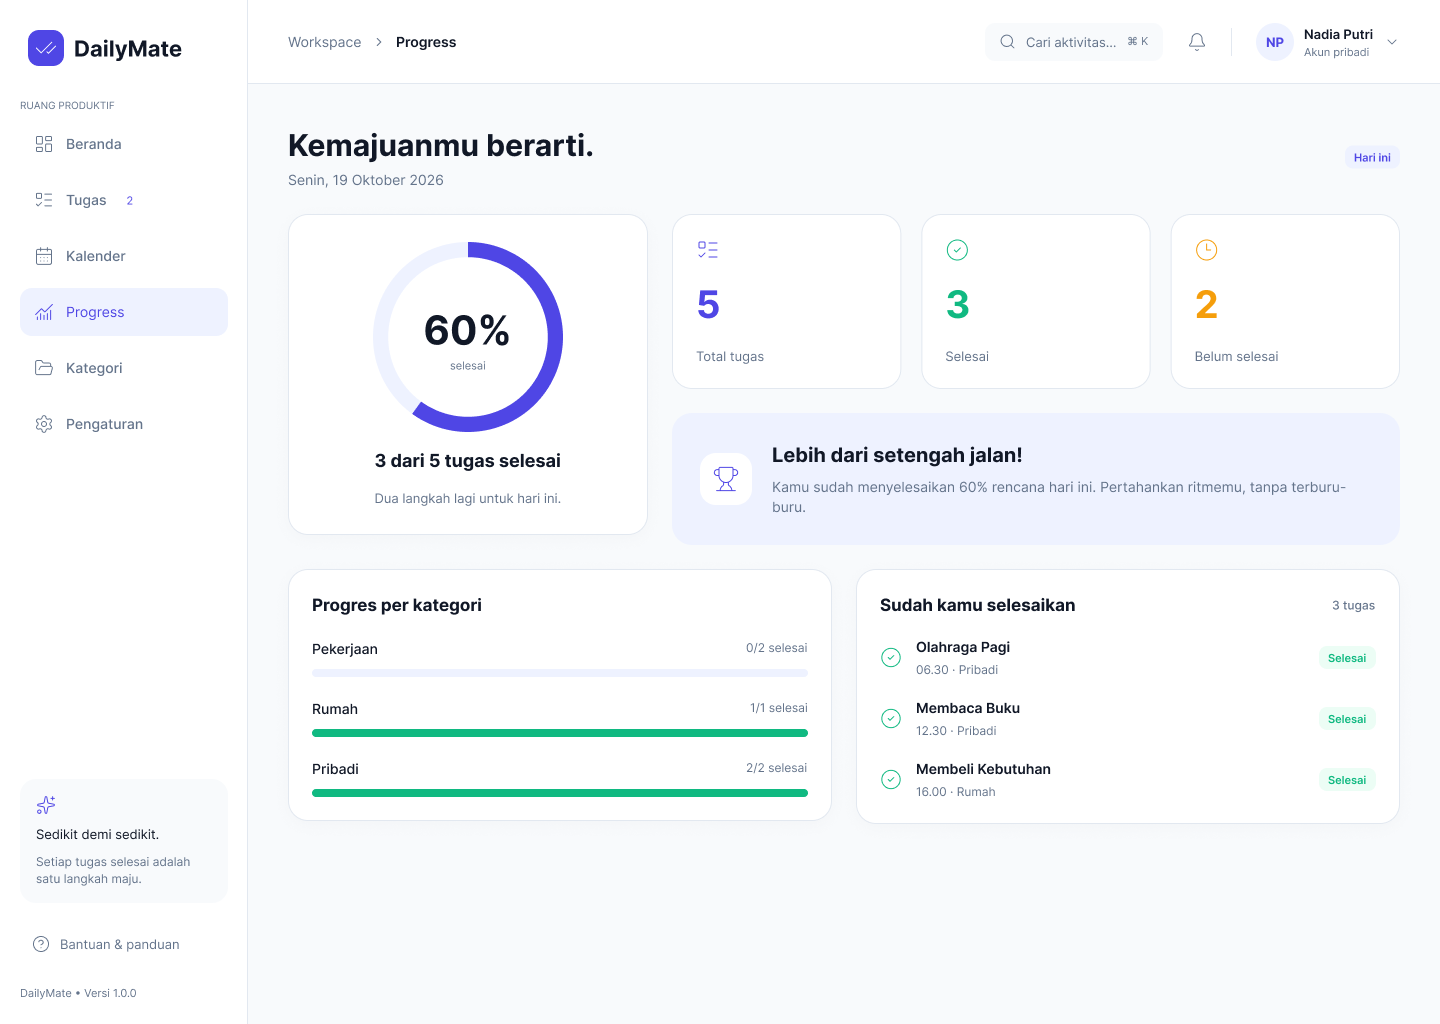 DailyMate
RUANG PRODUKTIF
Beranda
Tugas 2
Kalender
Progress
Kategori
Pengaturan
Sedikit demi sedikit.
Setiap tugas selesai adalah
satu langkah maju.
Bantuan & panduan
DailyMate • Versi 1.0.0
Workspace > Progress
Cari aktivitas... ⌘ K
NP
Nadia Putri
Akun pribadi
Kemajuanmu berarti.
Senin, 19 Oktober 2026
Hari ini
60%
selesai
3 dari 5 tugas selesai
Dua langkah lagi untuk hari ini.
5
Total tugas
3
Selesai
2
Belum selesai
Lebih dari setengah jalan!
Kamu sudah menyelesaikan 60% rencana hari ini. Pertahankan ritmemu, tanpa terburu-
buru.
Progres per kategori
Pekerjaan 0/2 selesai
Rumah 1/1 selesai
Pribadi 2/2 selesai
Sudah kamu selesaikan 3 tugas
Olahraga Pagi
06.30 · Pribadi
Selesai
Membaca Buku
12.30 · Pribadi
Selesai
Membeli Kebutuhan
16.00 · Rumah
Selesai